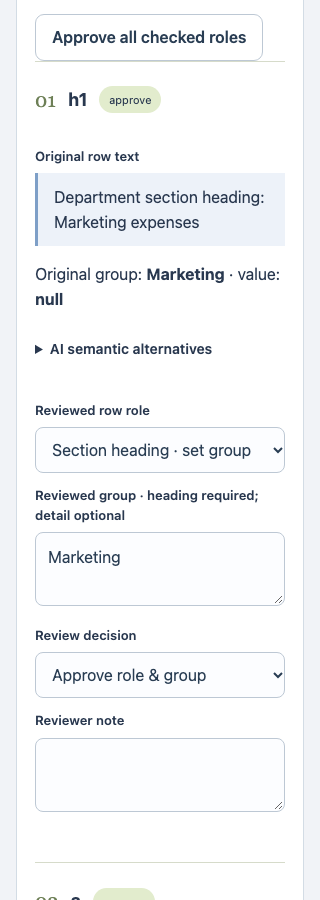 Approve all checked roles
01 h1 approve
Original row text
Department section heading:
Marketing expenses
Original group: Marketing · value:
null
▶ AI semantic alternatives
Reviewed row role
Section heading · set group
Reviewed group · heading required;
detail optional
Marketing
Review decision
Approve role & group
Reviewer note